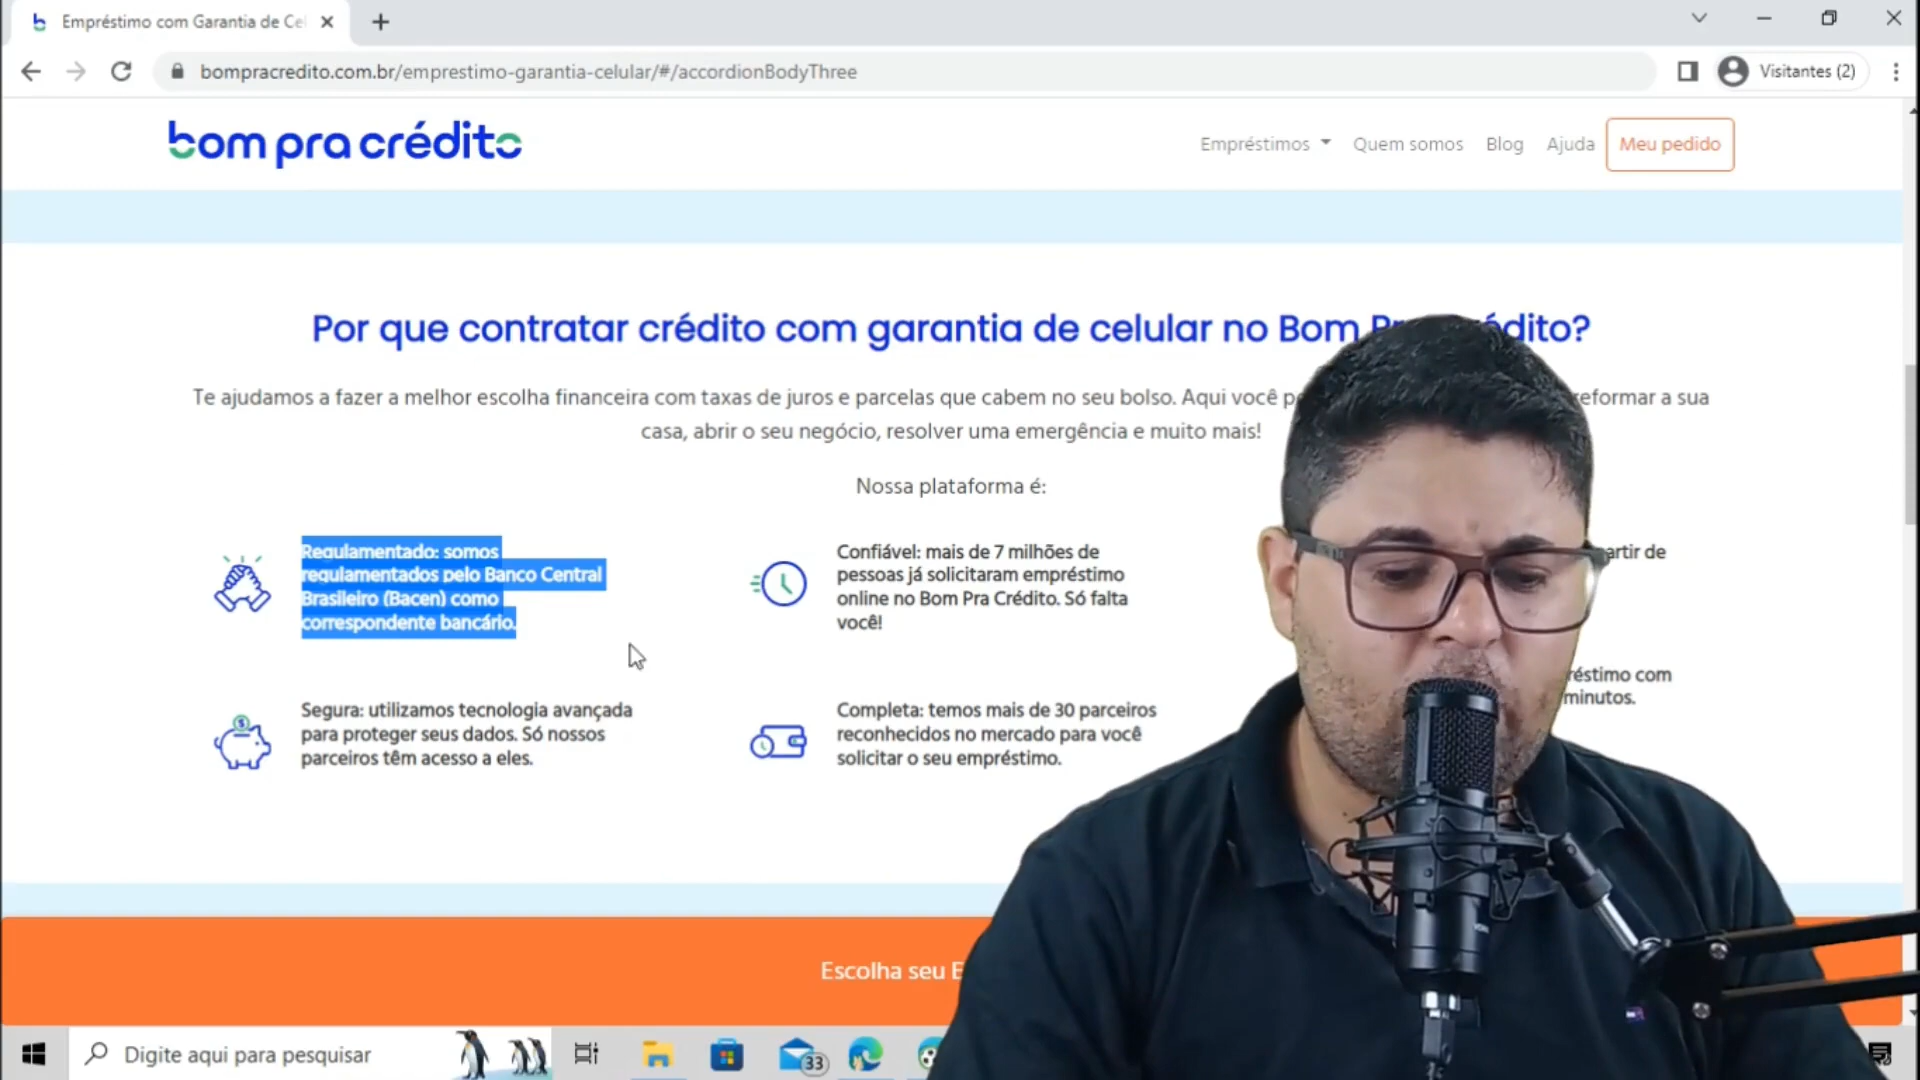 Empréstimo com Garantia de Cel
bompracredito.com.br/emprestimo-garantia-celular/#/accordionBodyThree
Visitantes (2)
bom pra crédito
Empréstimos
Quem somos
Blog
Ajuda
Meu pedido
Por que contratar crédito com garantia de celular no Bom Pra Crédito?
Te ajudamos a fazer a melhor escolha financeira com taxas de juros e parcelas que cabem no seu bolso. Aqui você p reformar a sua
casa, abrir o seu negócio, resolver uma emergência e muito mais!
Nossa plataforma é:
Regulamentado: somos
regulamentados pelo Banco Central
Brasileiro (Bacen) como
correspondente bancário.
Confiável: mais de 7 milhões de
pessoas já solicitaram empréstimo
online no Bom Pra Crédito. Só falta
você!
artir de
Segura: utilizamos tecnologia avançada
para proteger seus dados. Só nossos
parceiros têm acesso a eles.
Completa: temos mais de 30 parceiros
reconhecidos no mercado para você
solicitar o seu empréstimo.
réstimo com
minutos.
Escolha seu E
Digite aqui para pesquisar
33